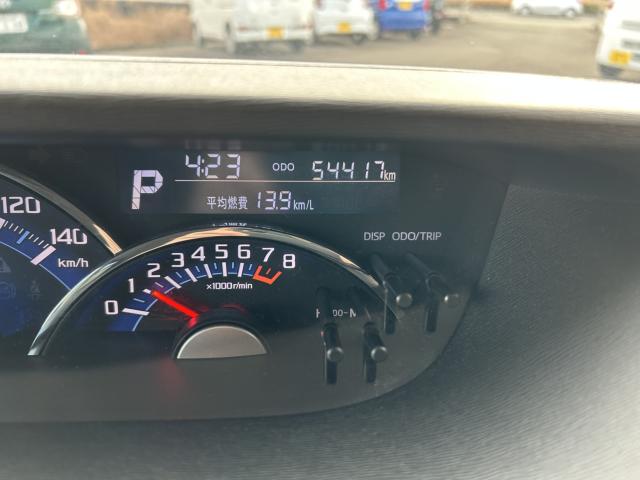 4:23 ODO 54417km
P
平均燃費 13.9km/L
DISP ODO/TRIP
120
140
km/h
0 1 2 3 4 5 6 7 8
×1000r/min